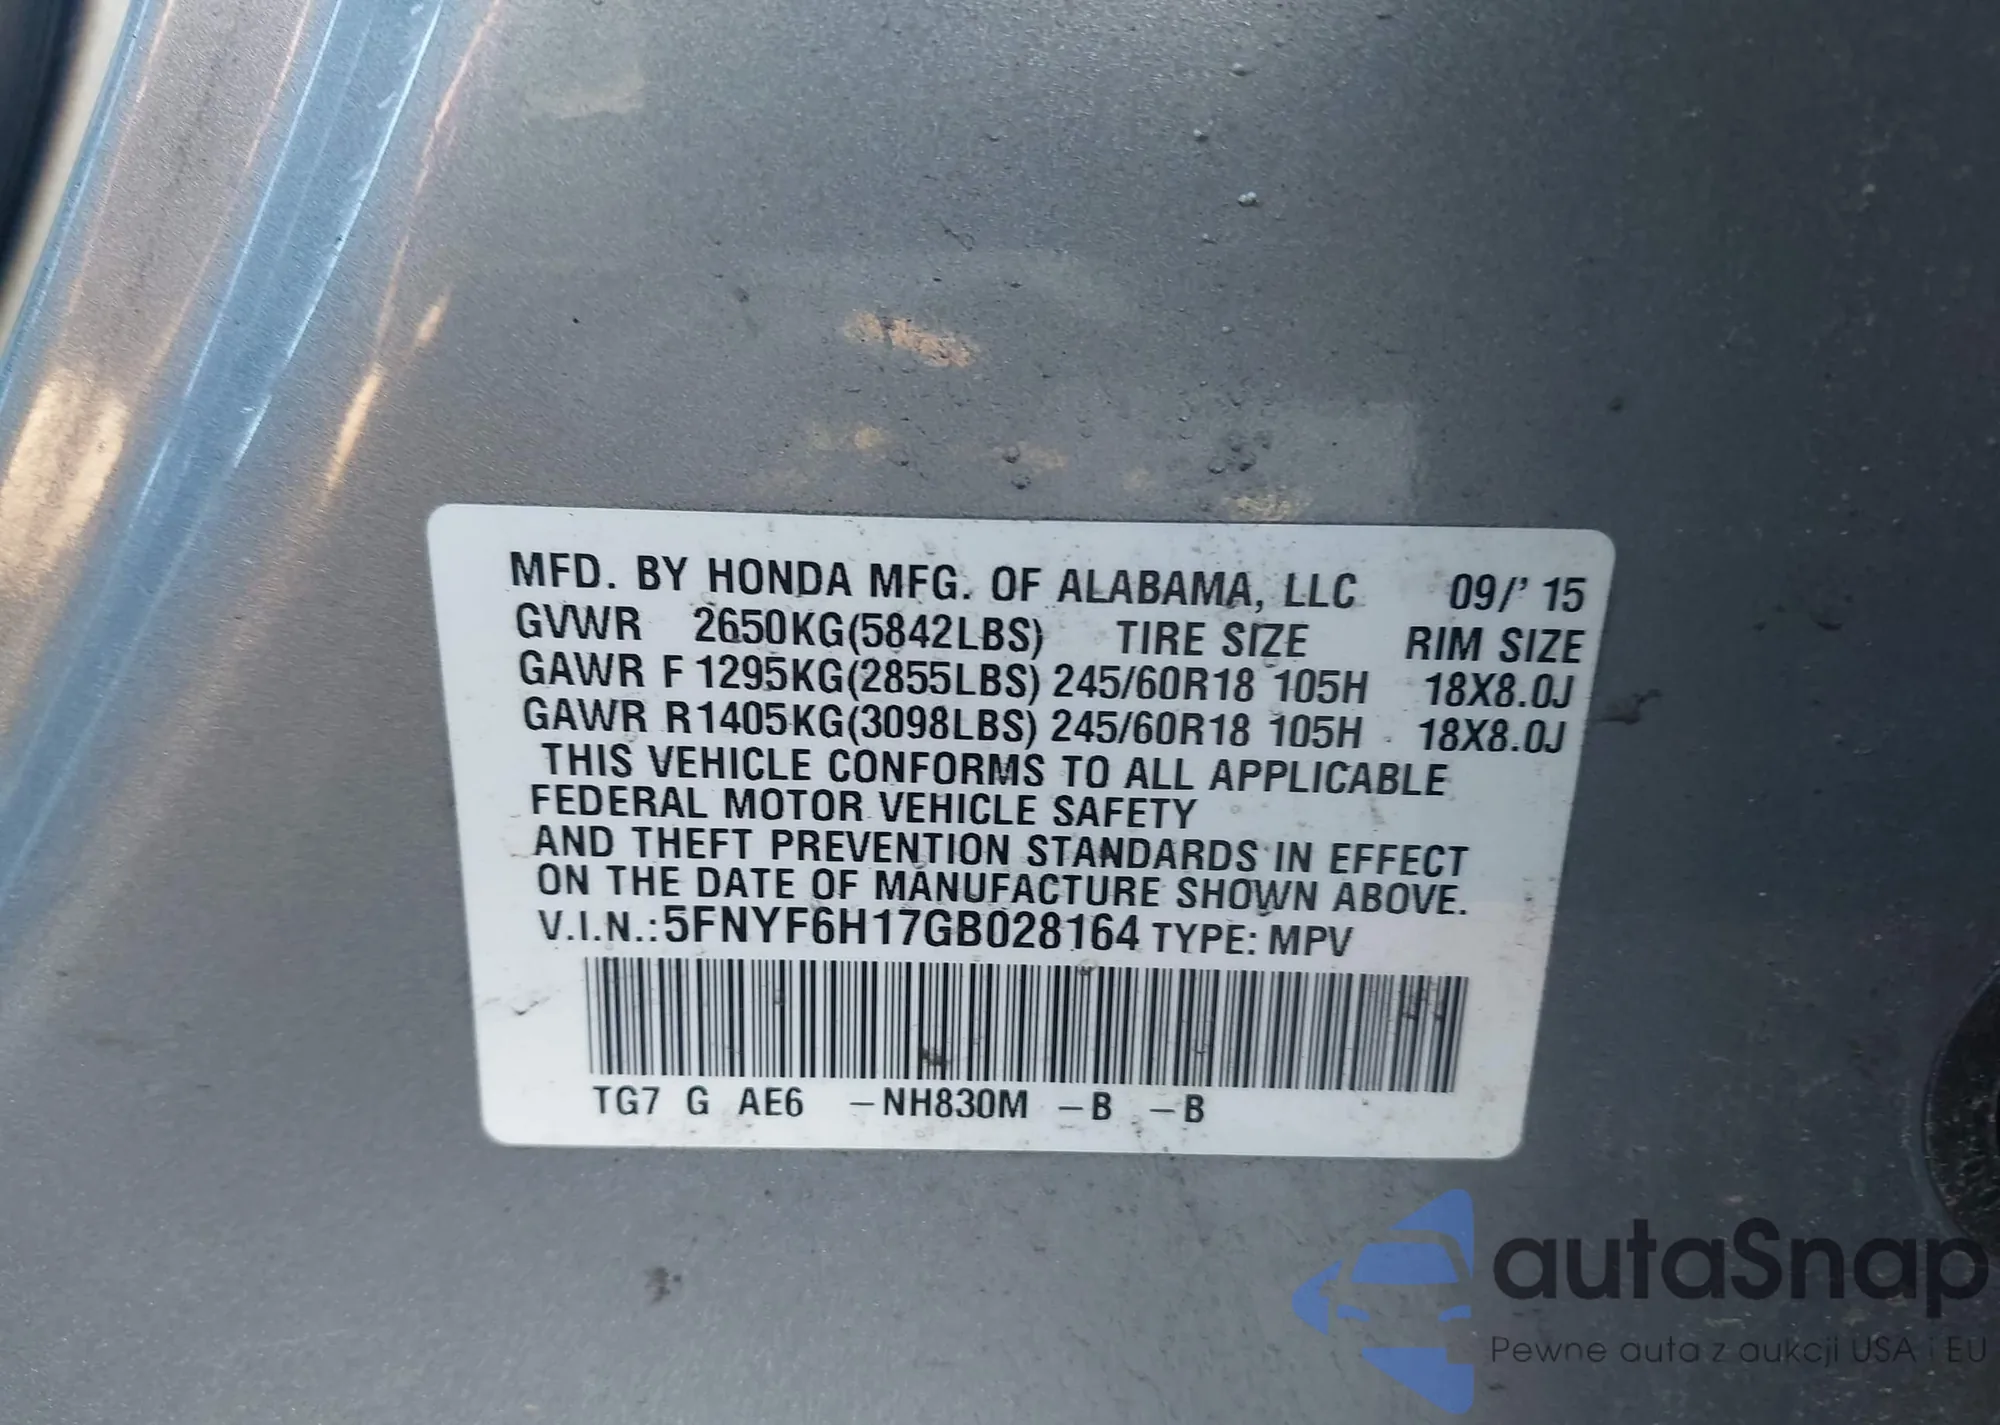 MFD. BY HONDA MFG. OF ALABAMA, LLC 09/' 15
GVWR 2650KG(5842LBS) TIRE SIZE RIM SIZE
GAWR F 1295KG(2855LBS) 245/60R18 105H 18X8.0J
GAWR R1405KG(3098LBS) 245/60R18 105H 18X8.0J
THIS VEHICLE CONFORMS TO ALL APPLICABLE
FEDERAL MOTOR VEHICLE SAFETY
AND THEFT PREVENTION STANDARDS IN EFFECT
ON THE DATE OF MANUFACTURE SHOWN ABOVE.
V.I.N.:5FNYF6H17GB028164 TYPE: MPV
TG7 G AE6 –NH830M –B –B
autaSnap
Pewne auta z aukcji USA i EU